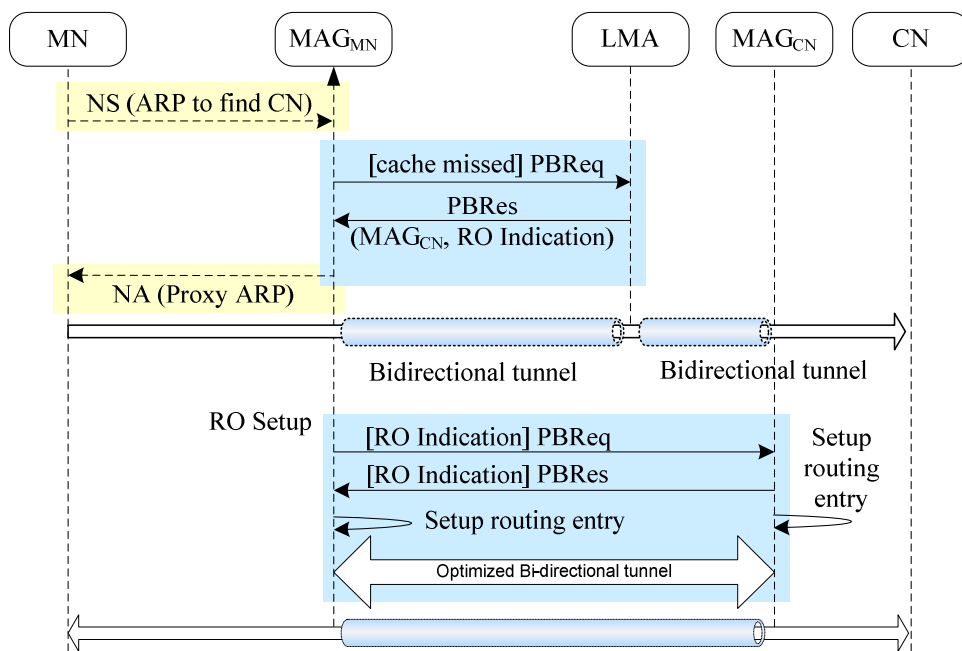 MN
MAGMN
LMA
MAGCN
CN
NS (ARP to find CN)
[cache missed] PBReq
PBRes
(MAGCN, RO Indication)
NA (Proxy ARP)
Bidirectional tunnel
Bidirectional tunnel
RO Setup
[RO Indication] PBReq
[RO Indication] PBRes
Setup
routing
entry
Setup routing entry
Optimized Bi-directional tunnel